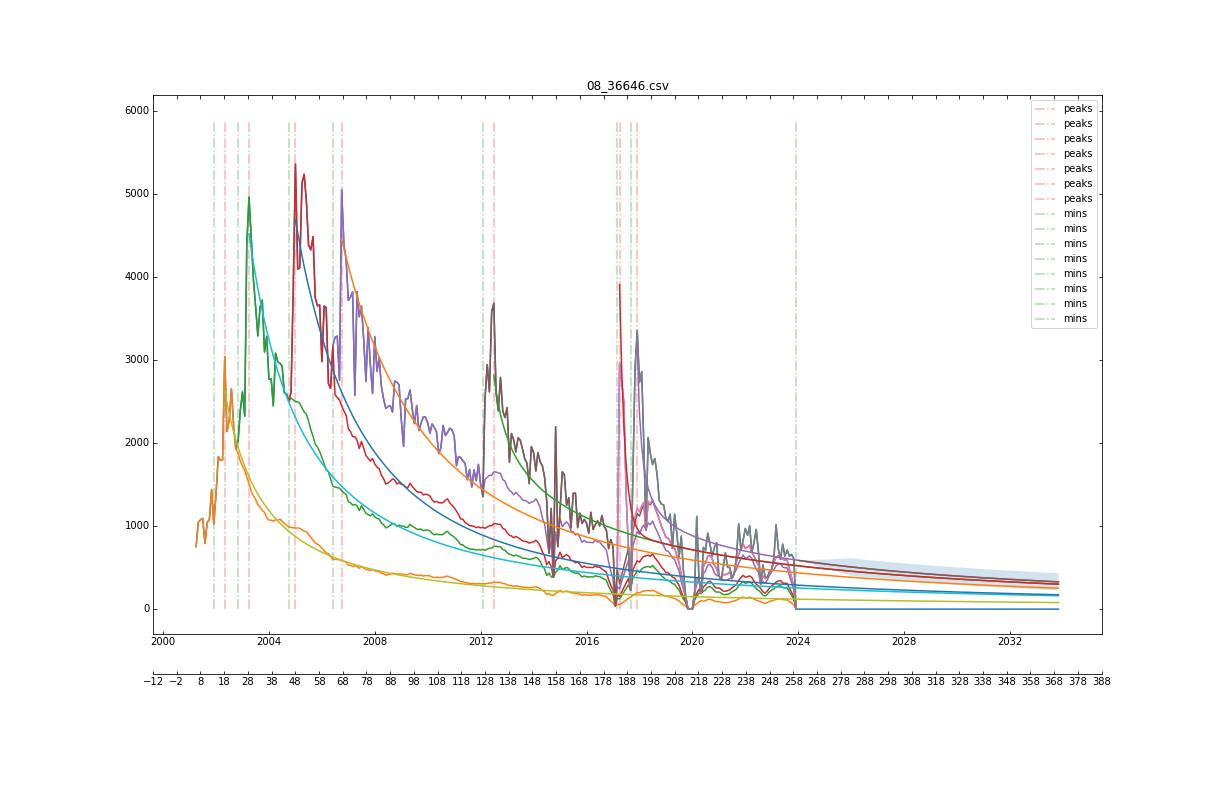 08_36646.csv
6000
5000
4000
3000
2000
1000
0
peaks
peaks
peaks
peaks
peaks
peaks
peaks
mins
mins
mins
mins
mins
mins
mins
mins
2000 2004 2008 2012 2016 2020 2024 2028 2032
−12 −2 8 18 28 38 48 58 68 78 88 98 108 118 128 138 148 158 168 178 188 198 208 218 228 238 248 258 268 278 288 298 308 318 328 338 348 358 368 378 388